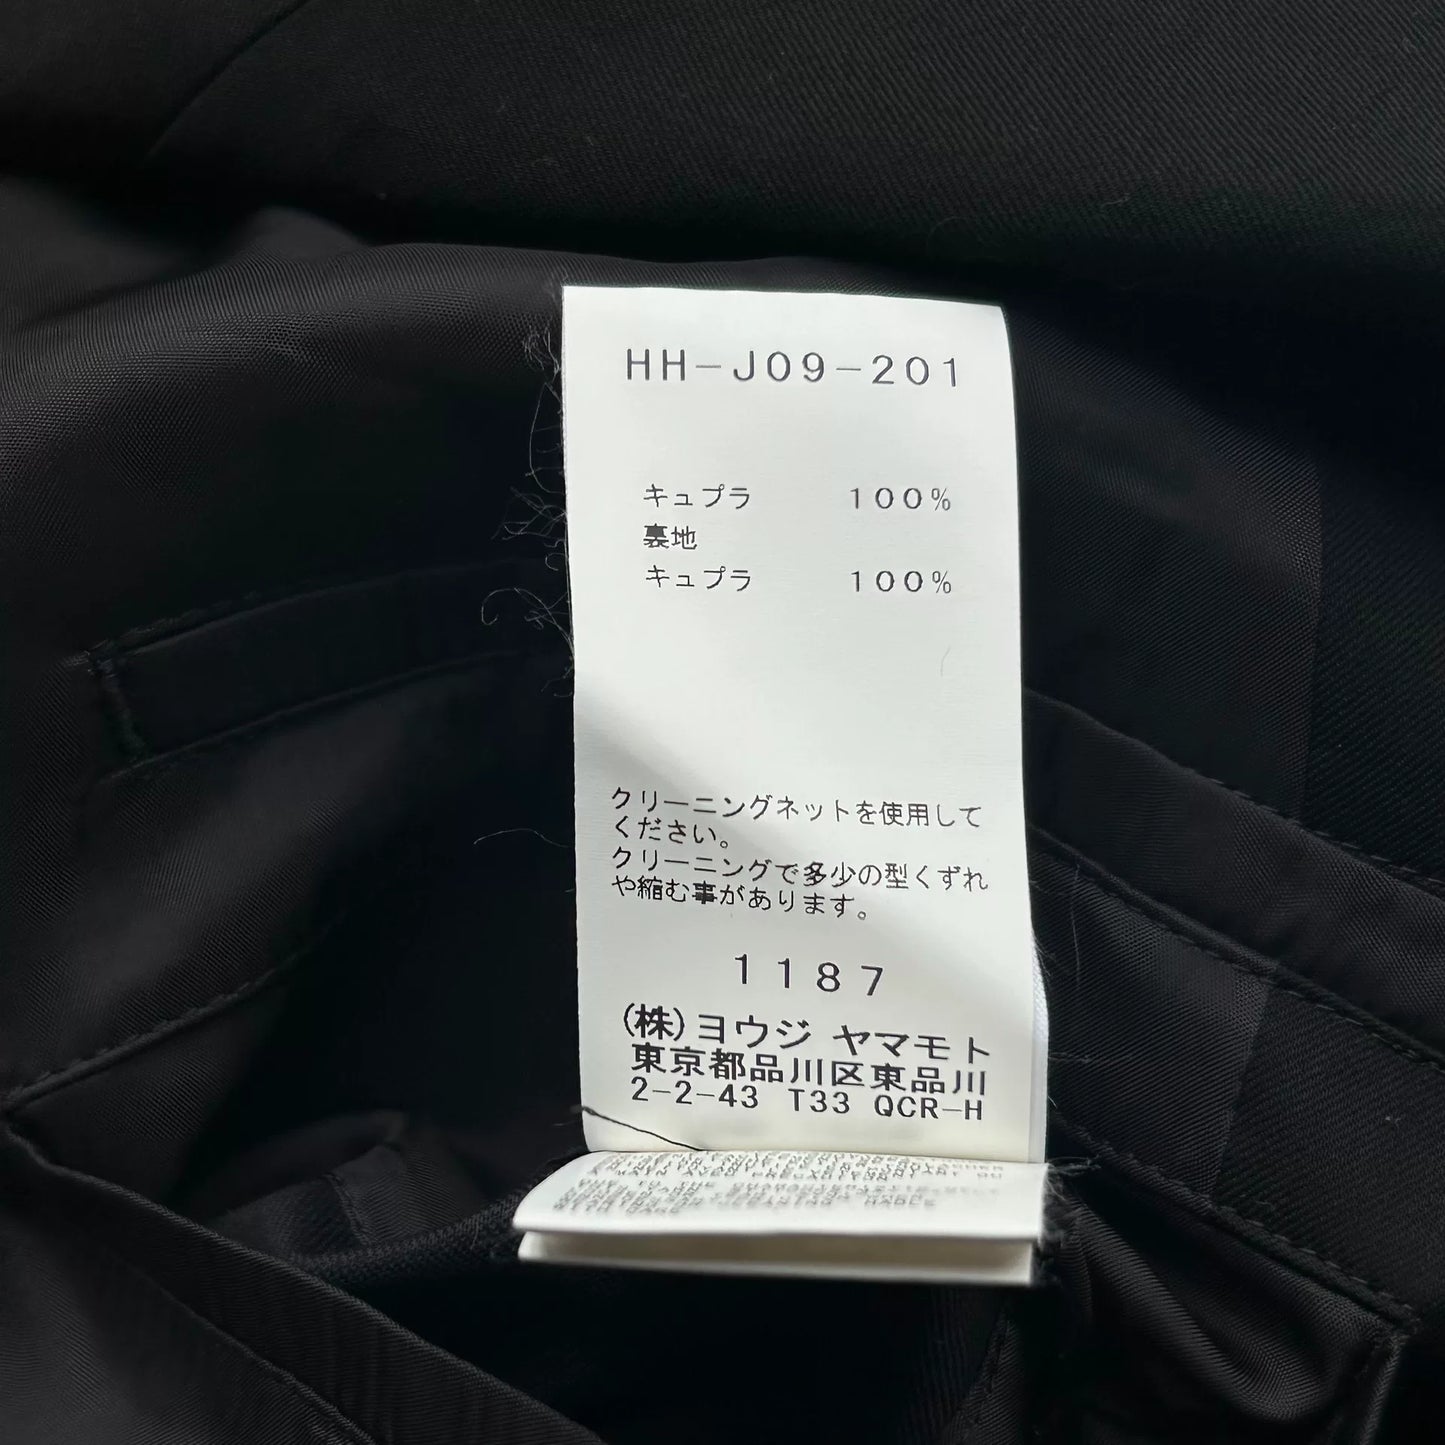 HH-J09-201
キュプラ 100%
裏地
キュプラ 100%
クリーニングネットを使用して
ください。
クリーニングで多少の型くずれ
や縮む事があります。
1187
(株)ヨウジ ヤマモト
東京都品川区東品川
2-2-43 T33 QCR-H